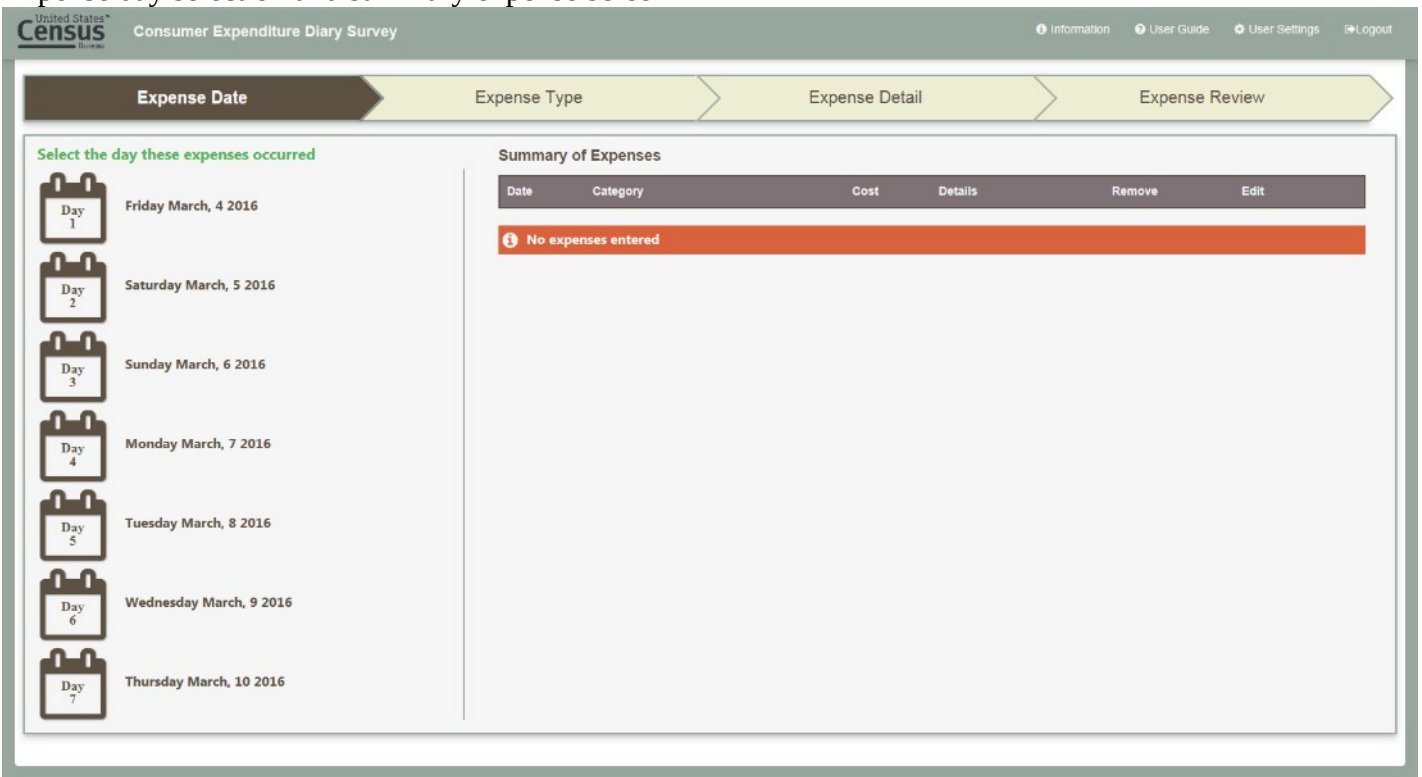 United States®
Census
Bureau
Consumer Expenditure Diary Survey
Information
User Guide
User Settings
Logout
Expense Date
Expense Type
Expense Detail
Expense Review
Select the day these expenses occurred
Day
1
Friday March, 4 2016
Day
2
Saturday March, 5 2016
Day
3
Sunday March, 6 2016
Day
4
Monday March, 7 2016
Day
5
Tuesday March, 8 2016
Day
6
Wednesday March, 9 2016
Day
7
Thursday March, 10 2016
Summary of Expenses
Date Category Cost Details Remove Edit
No expenses entered